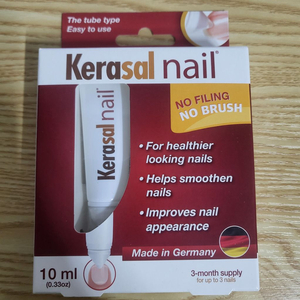 The tube type
Easy to use
Kerasal nail®
NO FILING
NO BRUSH
Kerasal nail®
• For healthier
looking nails
• Helps smoothen
nails
• Improves nail
appearance
Made in Germany
10 ml
(0.33oz)
3-month supply
for up to 3 nails